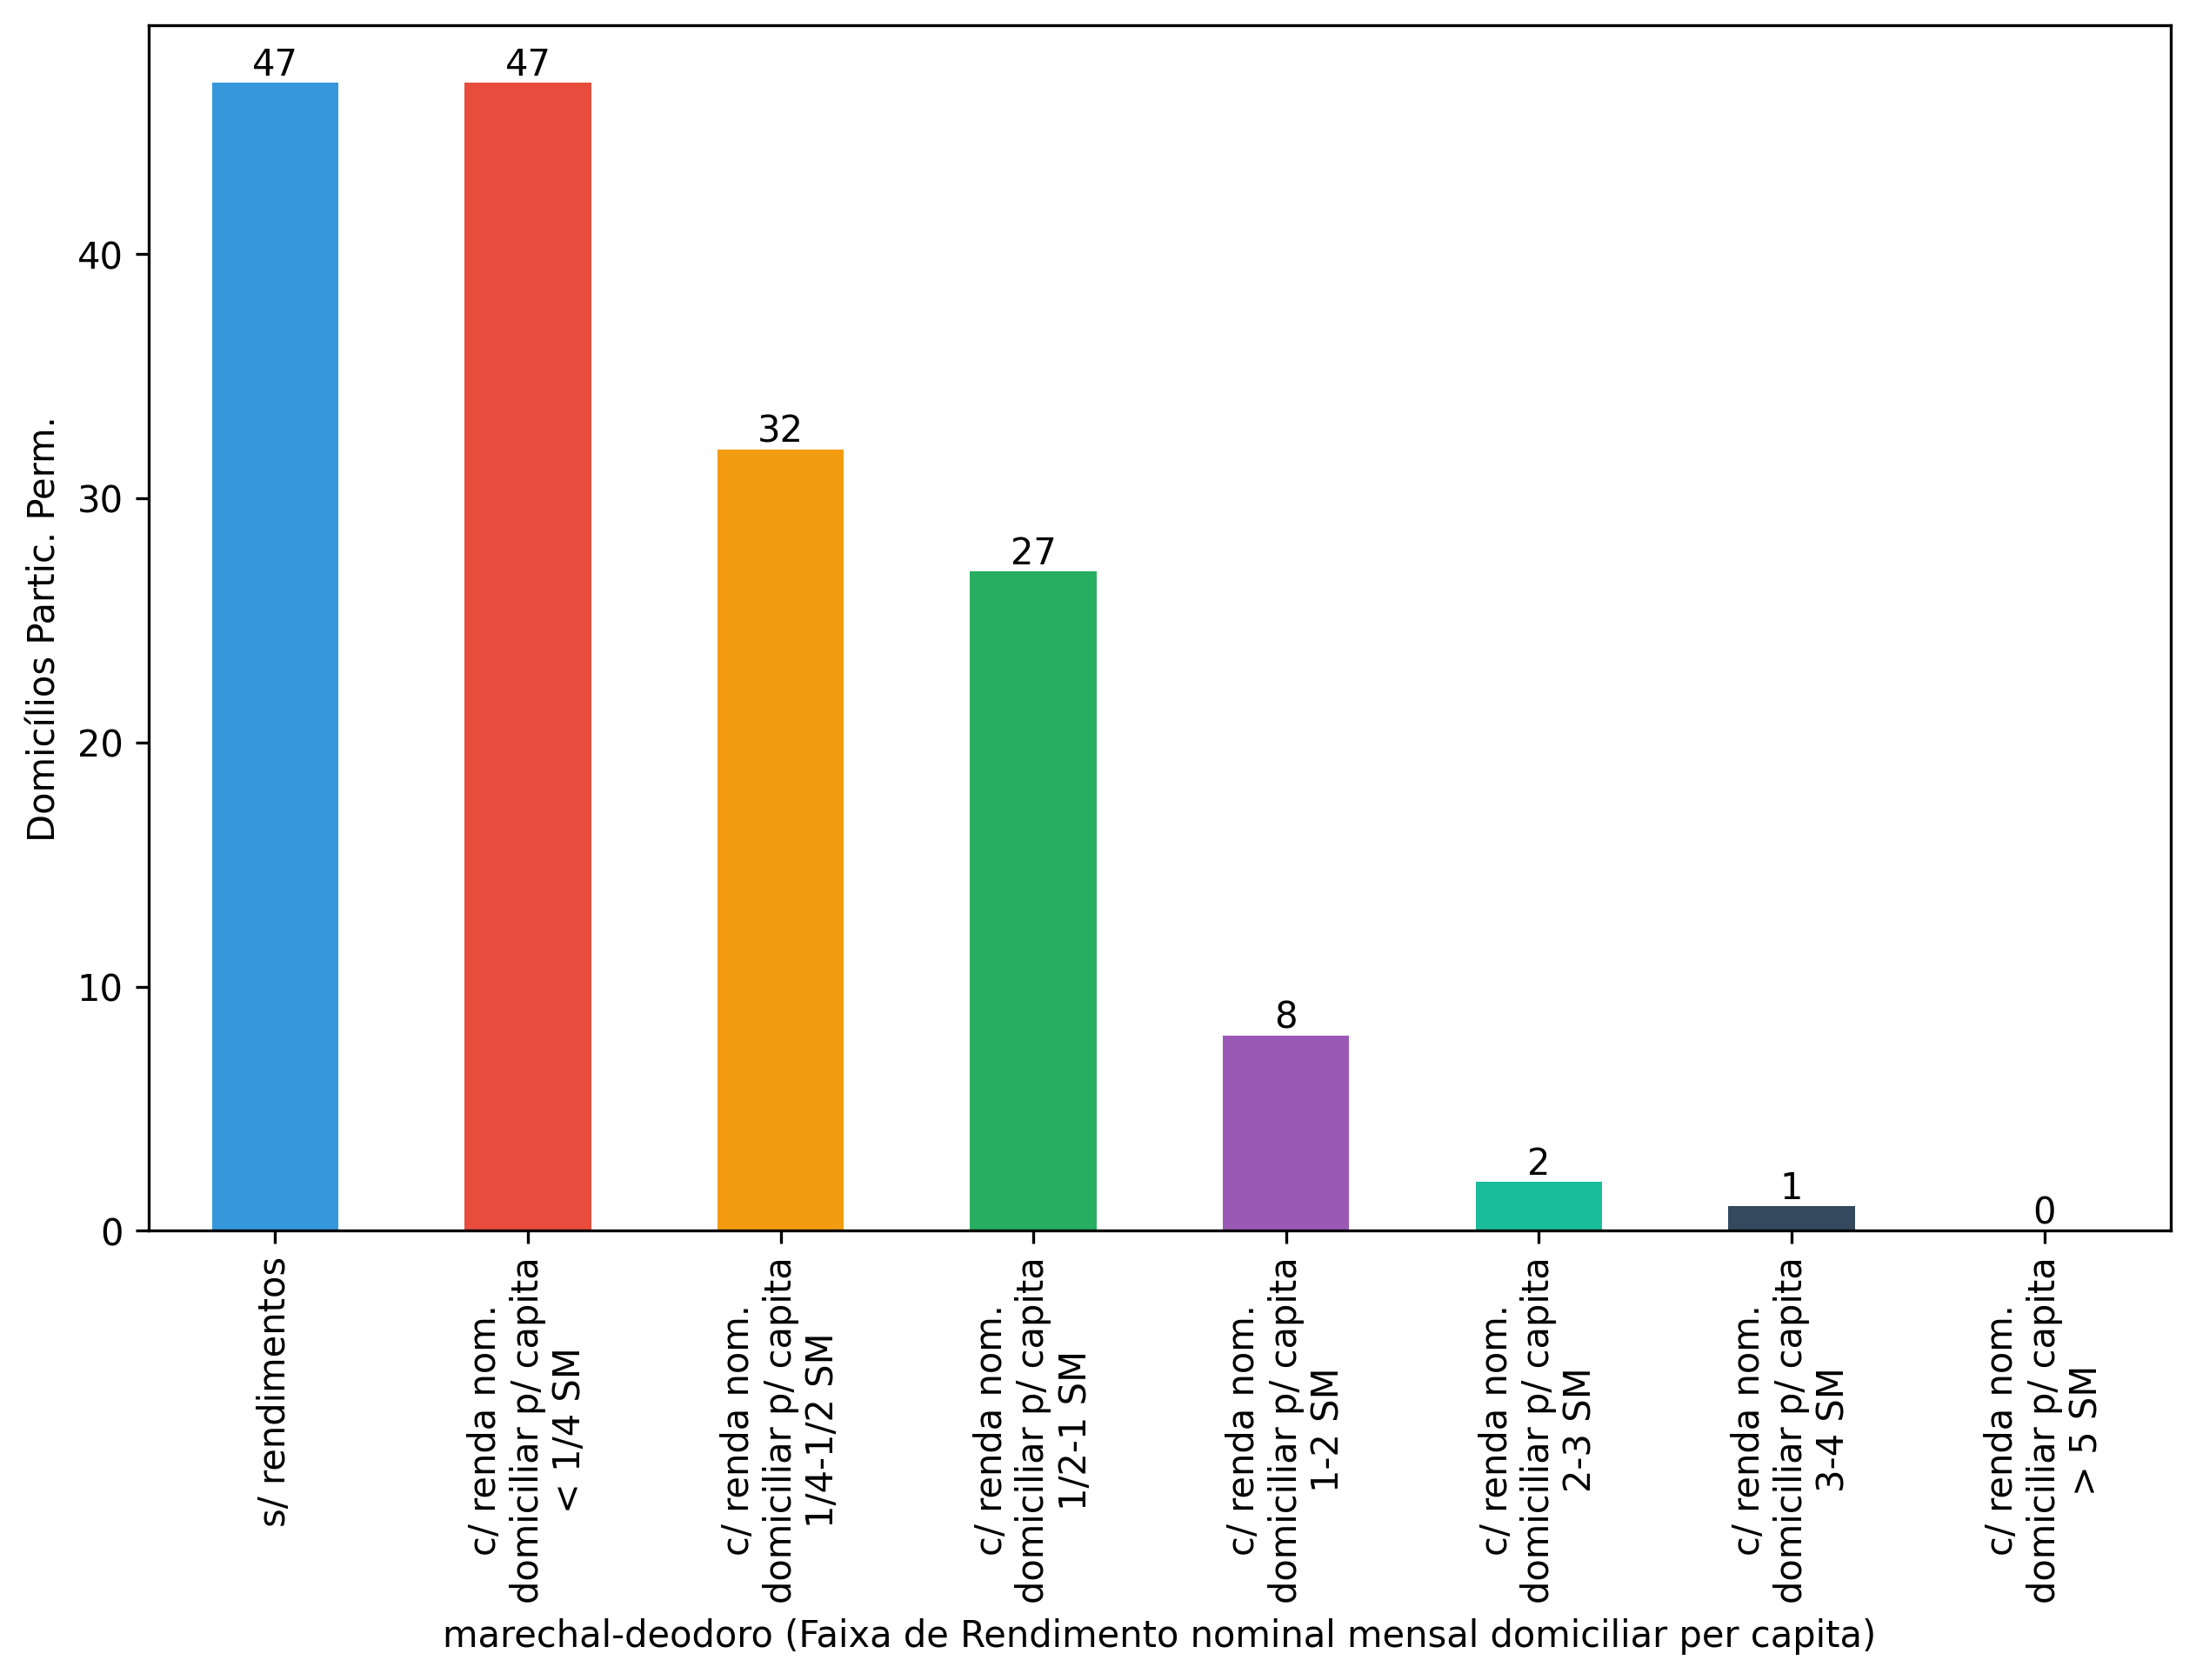 47
47
32
27
8
2
1
0
Domicílios Partic. Perm.
40
30
20
10
0
s/ rendimentos
c/ renda nom.
domiciliar p/ capita
< 1/4 SM
c/ renda nom.
domiciliar p/ capita
1/4-1/2 SM
c/ renda nom.
domiciliar p/ capita
1/2-1 SM
c/ renda nom.
domiciliar p/ capita
1-2 SM
c/ renda nom.
domiciliar p/ capita
2-3 SM
c/ renda nom.
domiciliar p/ capita
3-4 SM
c/ renda nom.
domiciliar p/ capita
> 5 SM
marechal-deodoro (Faixa de Rendimento nominal mensal domiciliar per capita)